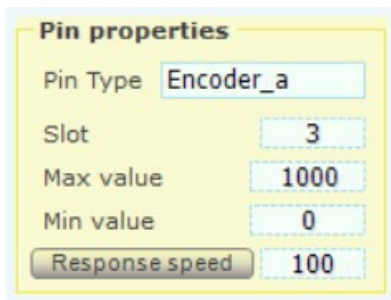 Pin properties
Pin Type Encoder_a
Slot 3
Max value 1000
Min value 0
Response speed 100